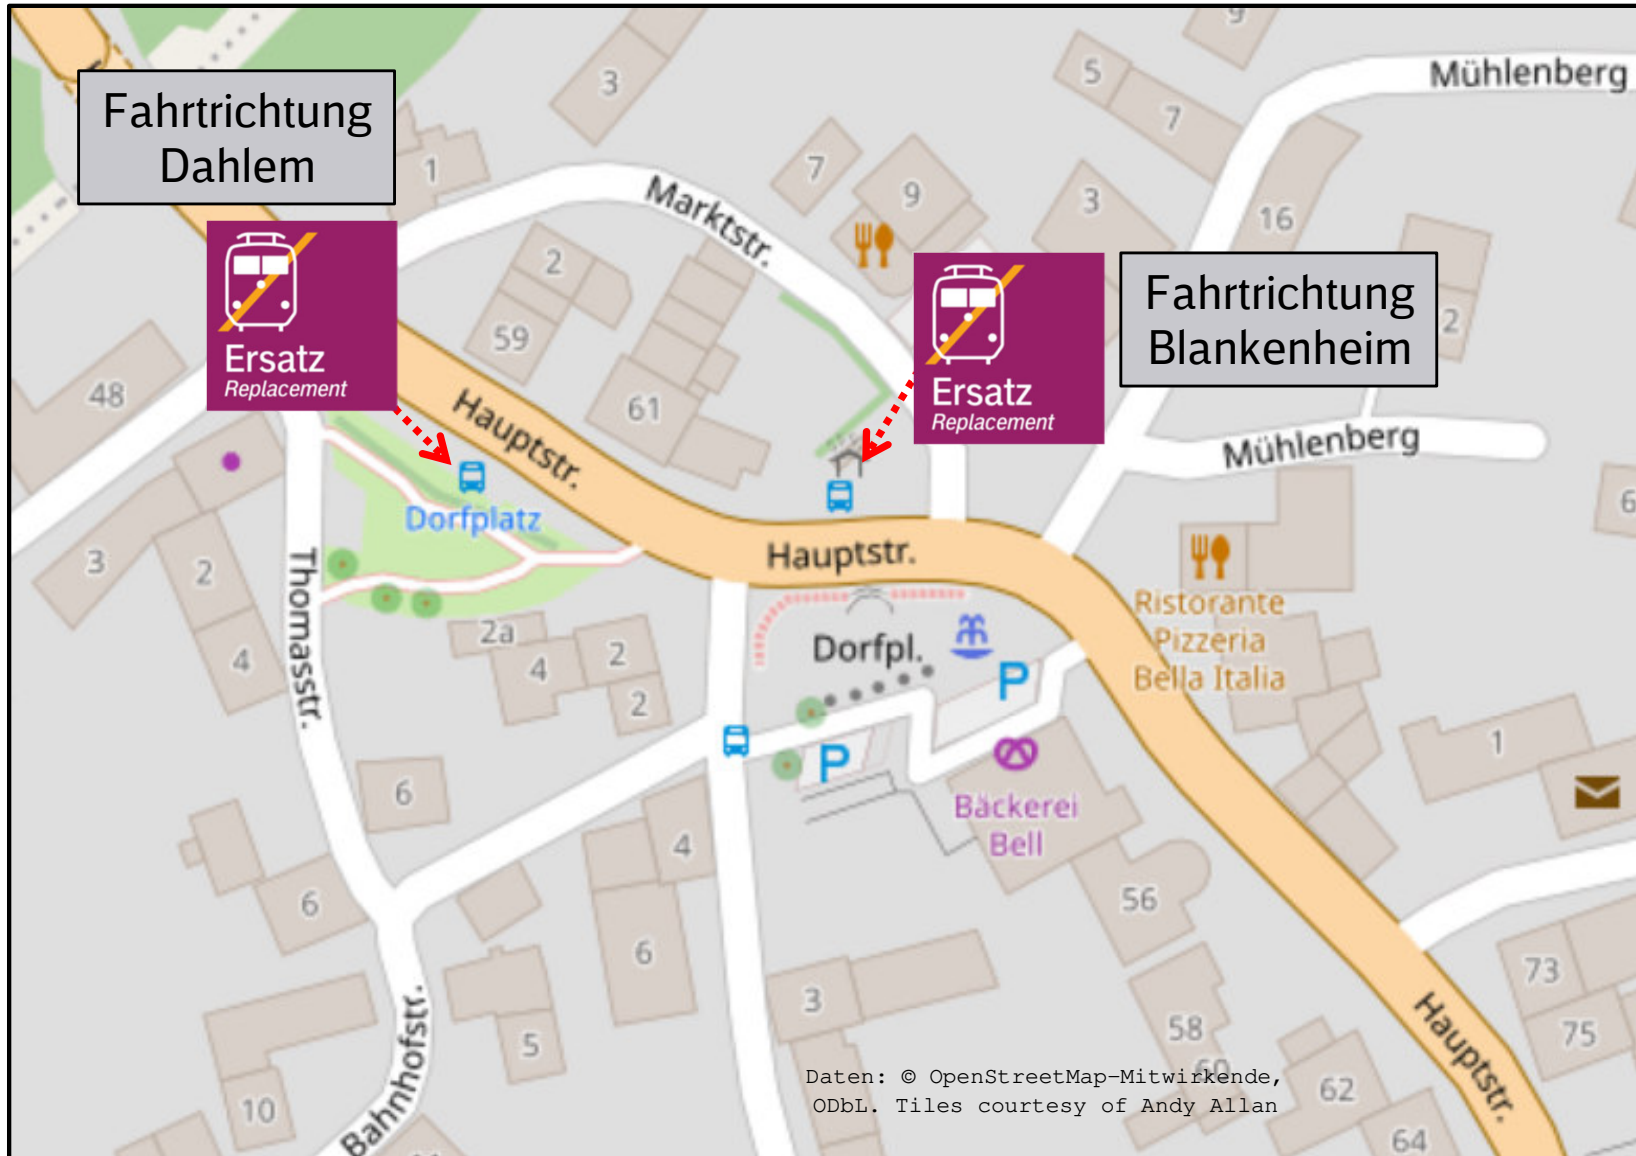 9
Mühlenberg
5
7
3
Fahrtrichtung
Dahlem
1
7
9
3
16
Marktstr.
2
Ersatz
Replacement
59
Fahrtrichtung
Blankenheim
2
Ersatz
Replacement
48
61
Hauptstr.
Mühlenberg
6
Dorfplatz
Hauptstr.
3
2
4
Thomasstr.
2a
4
2
2
Dorfpl.
P
Ristorante
Pizzeria
Bella Italia
P
1
6
Bäckerei
Bell
4
6
56
6
3
73
75
58
60
62
64
5
10
Bahnhofstr.
Hauptstr.
Daten: © OpenStreetMap-Mitwirkende,
ODbL. Tiles courtesy of Andy Allan